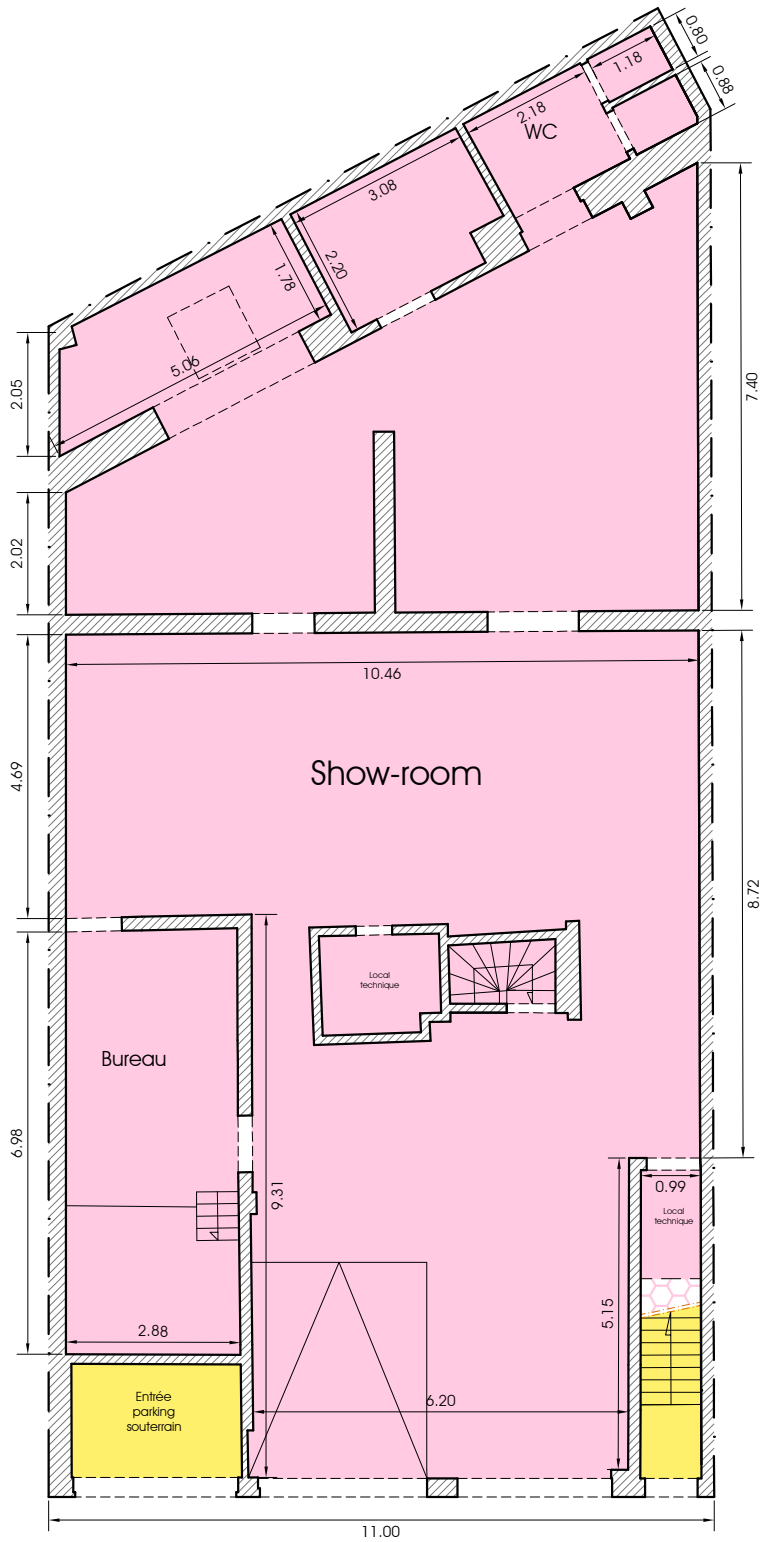 0.80
1.18
0.88
2.18
WC
3.08
2.20
1.78
5.06
2.05
7.40
2.02
10.46
Show-room
4.69
8.72
Local
technique
Bureau
6.98
9.31
0.99
Local
technique
5.15
2.88
6.20
Entrée
parking
souterrain
11.00